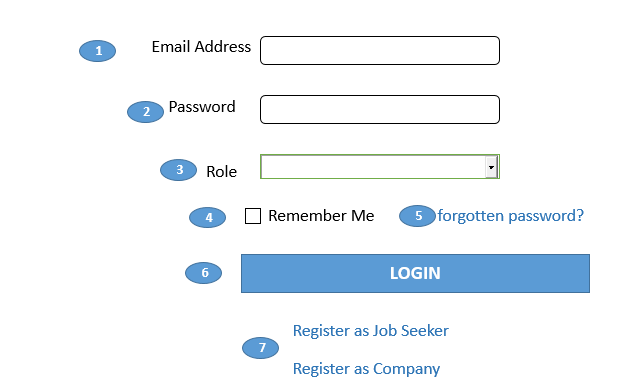 1 Email Address
2 Password
3 Role
4 Remember Me 5 forgotten password?
6 LOGIN
Register as Job Seeker
7
Register as Company